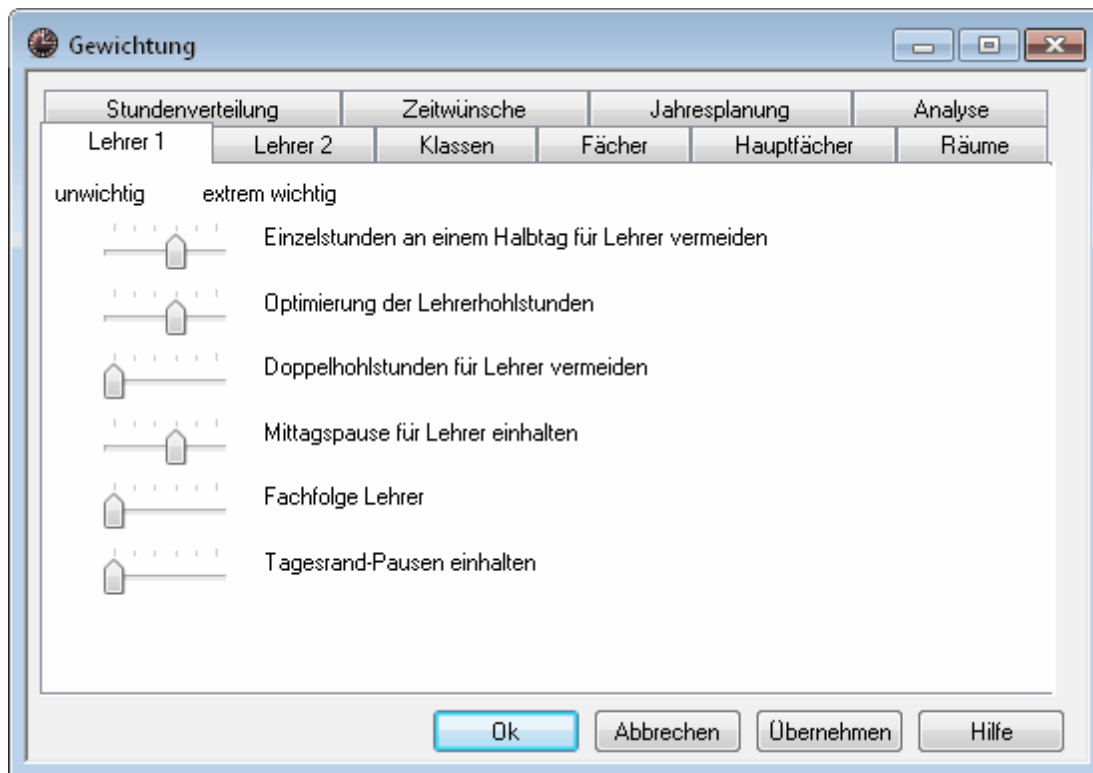 Gewichtung
Stundenverteilung Zeitwünsche Jahresplanung Analyse
Lehrer 1 Lehrer 2 Klassen Fächer Hauptfächer Räume
unwichtig extrem wichtig
Einzelstunden an einem Halbtag für Lehrer vermeiden
Optimierung der Lehrerhohlstunden
Doppelhohlstunden für Lehrer vermeiden
Mittagspause für Lehrer einhalten
Fachfolge Lehrer
Tagesrand-Pausen einhalten
Ok Abbrechen Übernehmen Hilfe